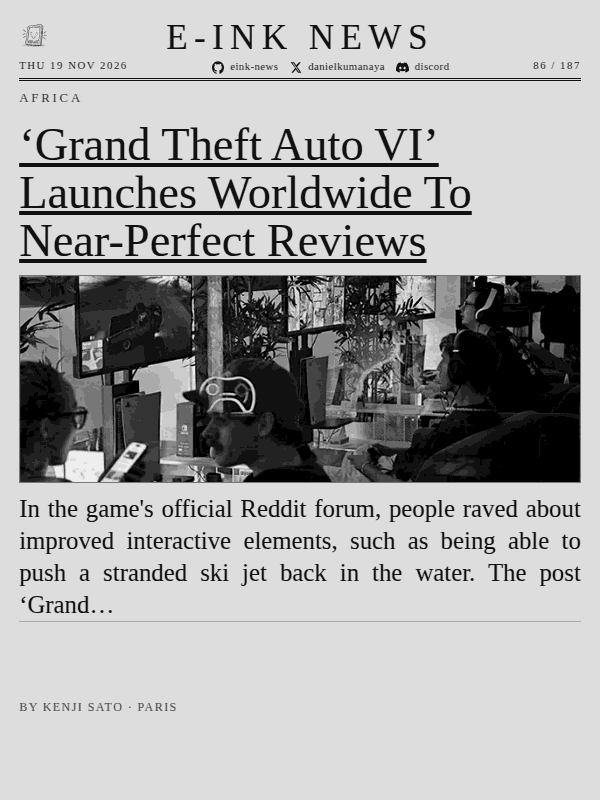 E-INK NEWS
THU 19 NOV 2026
eink-news danielkumanaya discord
86 / 187
AFRICA
‘Grand Theft Auto VI’
Launches Worldwide To
Near-Perfect Reviews
In the game's official Reddit forum, people raved about
improved interactive elements, such as being able to
push a stranded ski jet back in the water. The post
‘Grand…
BY KENJI SATO · PARIS